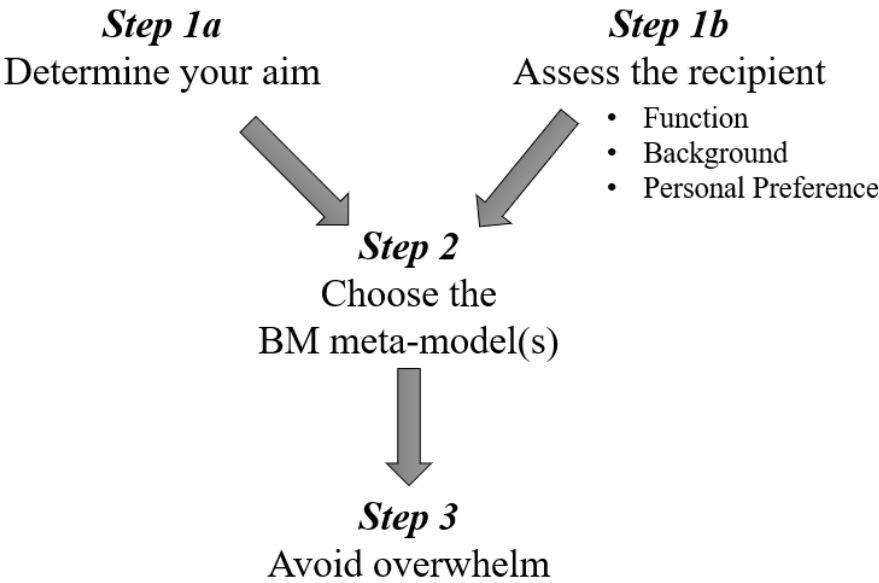 Step 1a
Determine your aim
Step 1b
Assess the recipient
• Function
• Background
• Personal Preference
Step 2
Choose the
BM meta-model(s)
Step 3
Avoid overwhelm